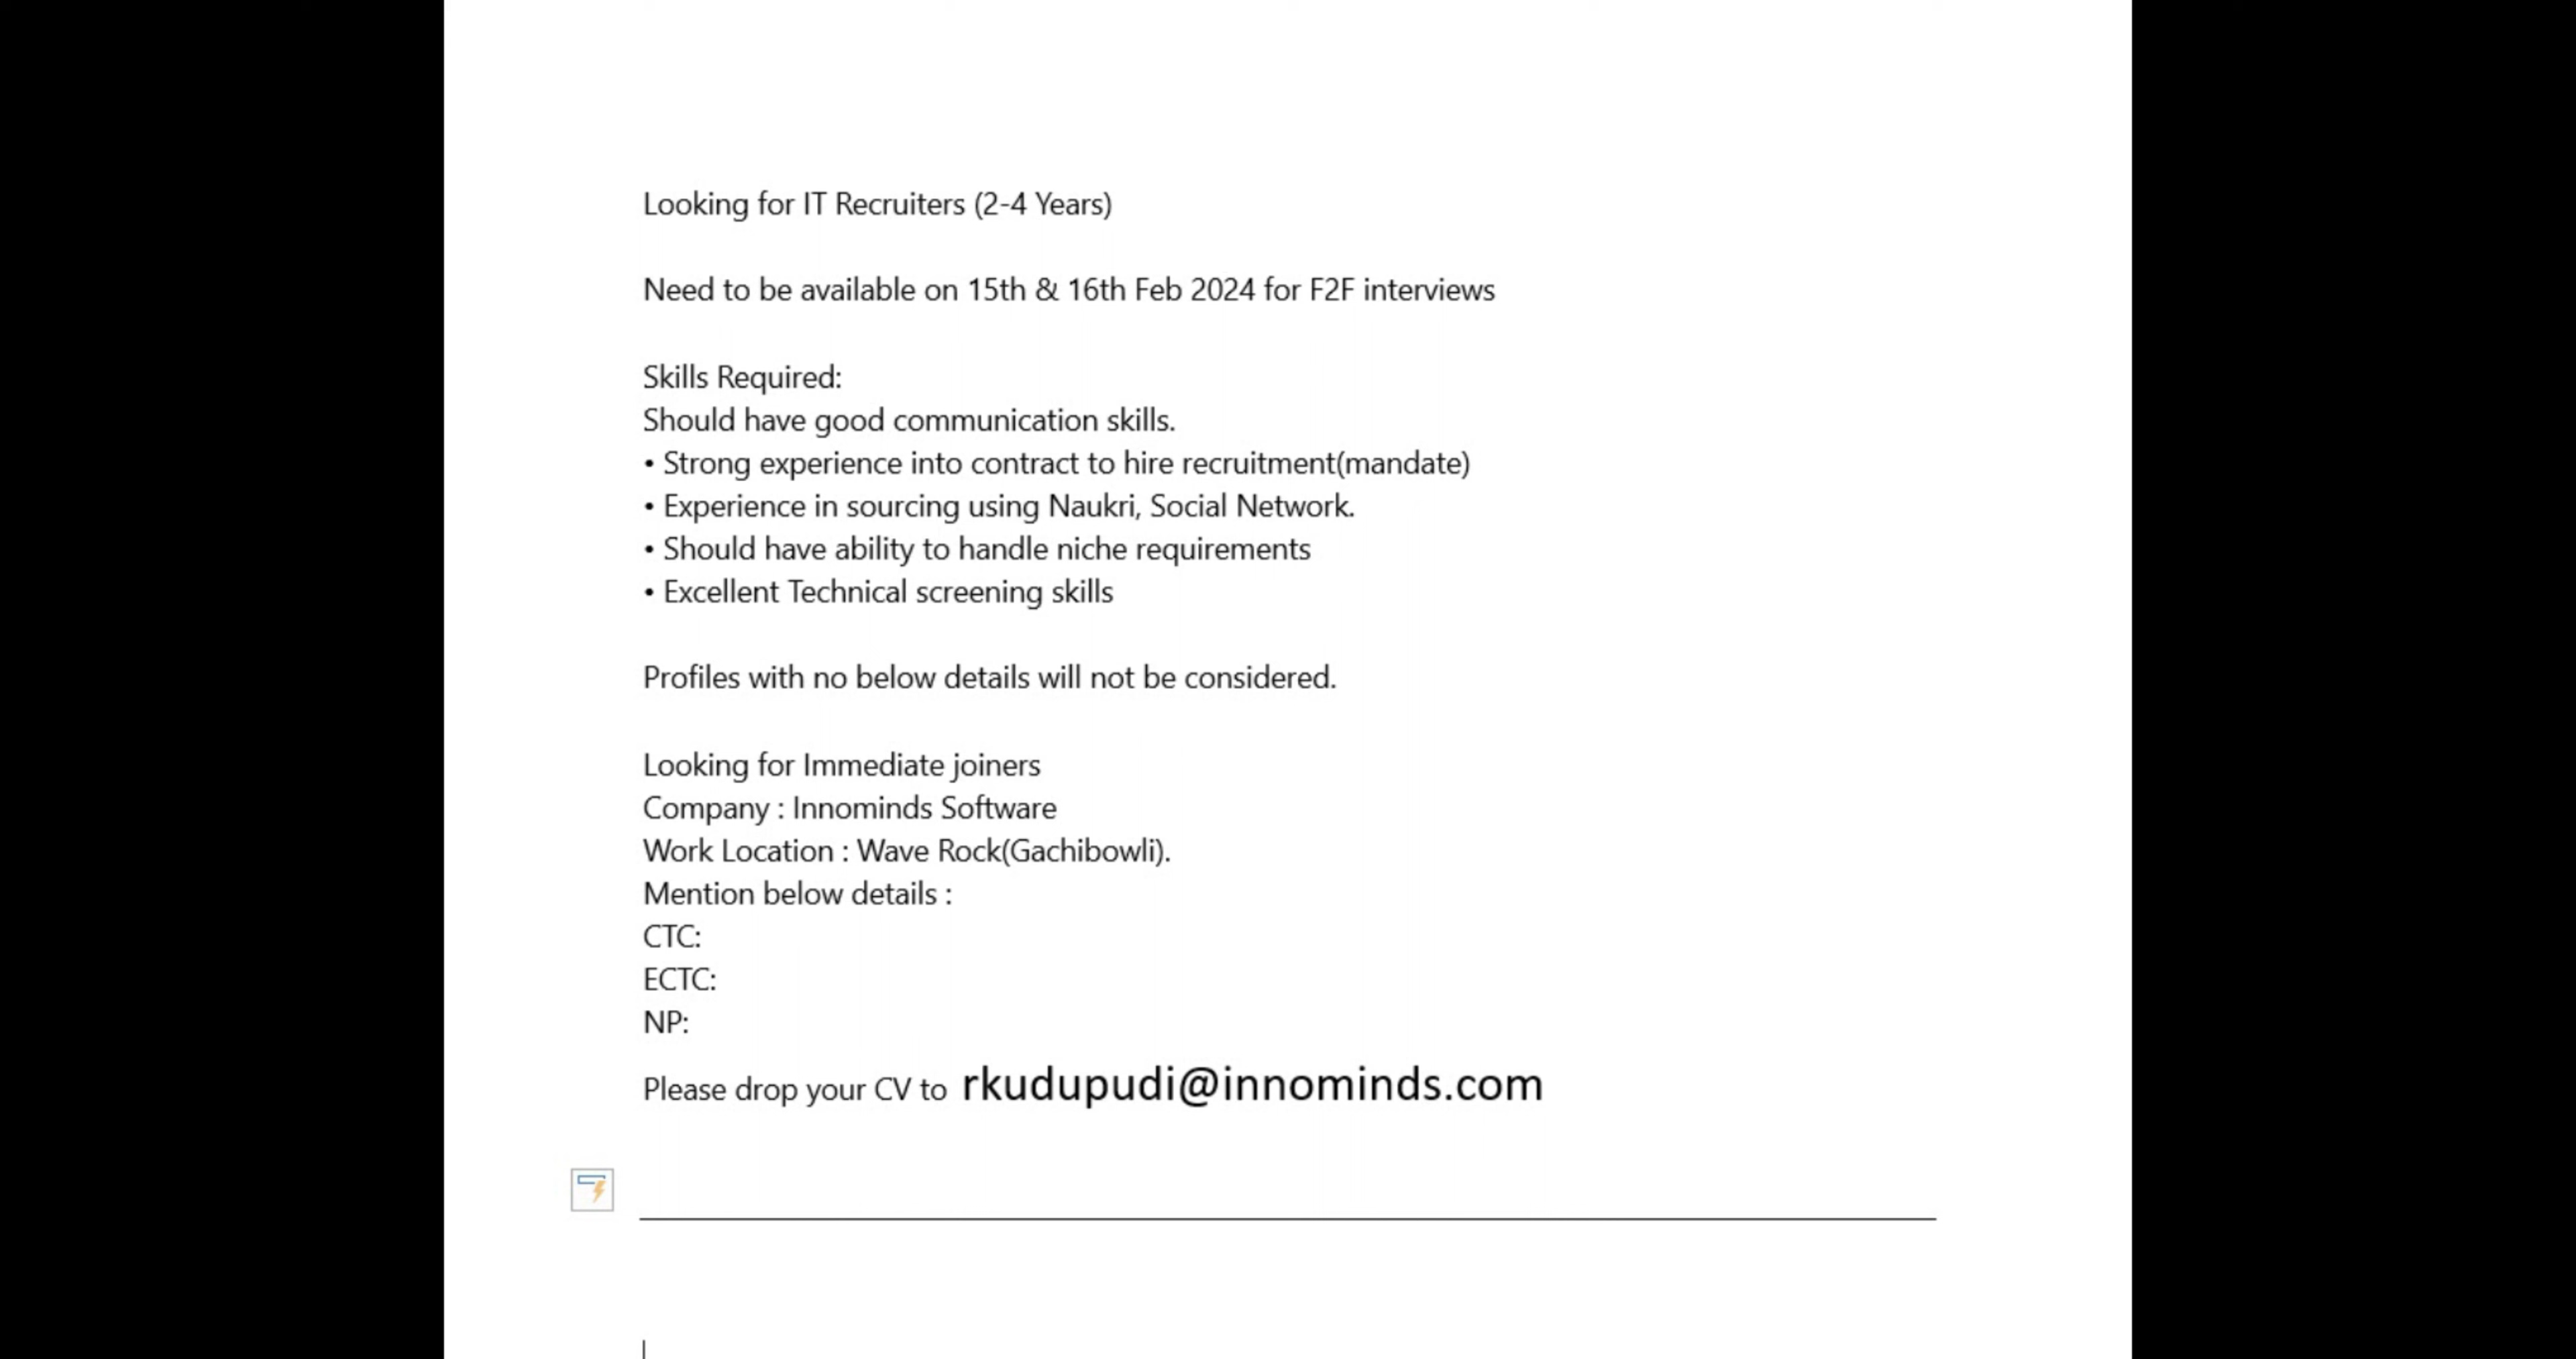 Looking for IT Recruiters (2-4 Years)
Need to be available on 15th & 16th Feb 2024 for F2F interviews
Skills Required:
Should have good communication skills.
• Strong experience into contract to hire recruitment(mandate)
• Experience in sourcing using Naukri, Social Network.
• Should have ability to handle niche requirements
• Excellent Technical screening skills
Profiles with no below details will not be considered.
Looking for Immediate joiners
Company : Innominds Software
Work Location : Wave Rock(Gachibowli).
Mention below details :
CTC:
ECTC:
NP:
Please drop your CV to rkudupudi@innominds.com